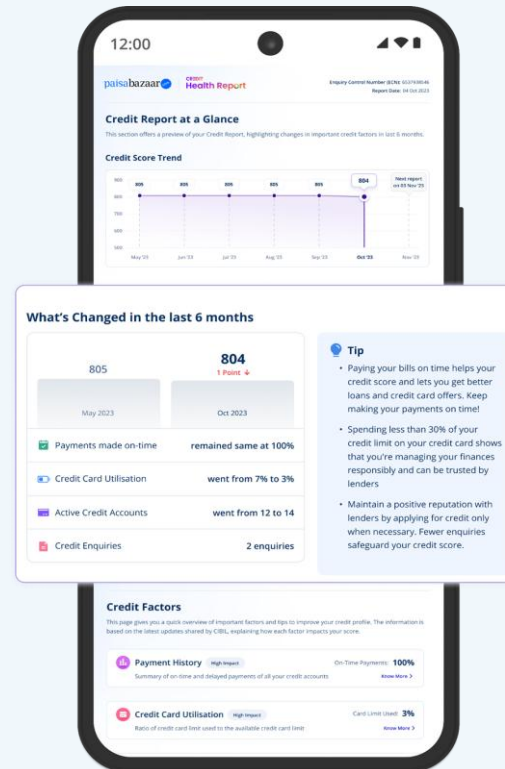 12:00
paisabazaar
CREDIT
Health Report
Enquiry Control Number (ECN):
Report Date: 04 Oct 2023
Credit Report at a Glance
This section offers a preview of your Credit Report, highlighting changes in important credit factors in last 6 months.
Credit Score Trend
900
800
700
600
500
805
805
805
805
805
804
Next report
on 03 Nov '23
May '23
Jun '23
Jul '23
Aug '23
Sep '23
Oct '23
Nov '23
What's Changed in the last 6 months
805
May 2023
804
1 Point ↓
Oct 2023
Payments made on-time remained same at 100%
Credit Card Utilisation went from 7% to 3%
Active Credit Accounts went from 12 to 14
Credit Enquiries 2 enquiries
Tip
• Paying your bills on time helps your
credit score and lets you get better
loans and credit card offers. Keep
making your payments on time!
• Spending less than 30% of your
credit limit on your credit card shows
that you're managing your finances
responsibly and can be trusted by
lenders
• Maintain a positive reputation with
lenders by applying for credit only
when necessary. Fewer enquiries
safeguard your credit score.
Credit Factors
This page gives you a quick overview of important factors and tips to improve your credit profile. The information is
based on the latest updates shared by CIBIL, explaining how each factor impacts your score.
Payment History High Impact On-Time Payments: 100%
Summary of on-time and delayed payments of all your credit accounts Know More >
Credit Card Utilisation High Impact Card Limit Used: 3%
Ratio of credit card limit used to the available credit card limit Know More >